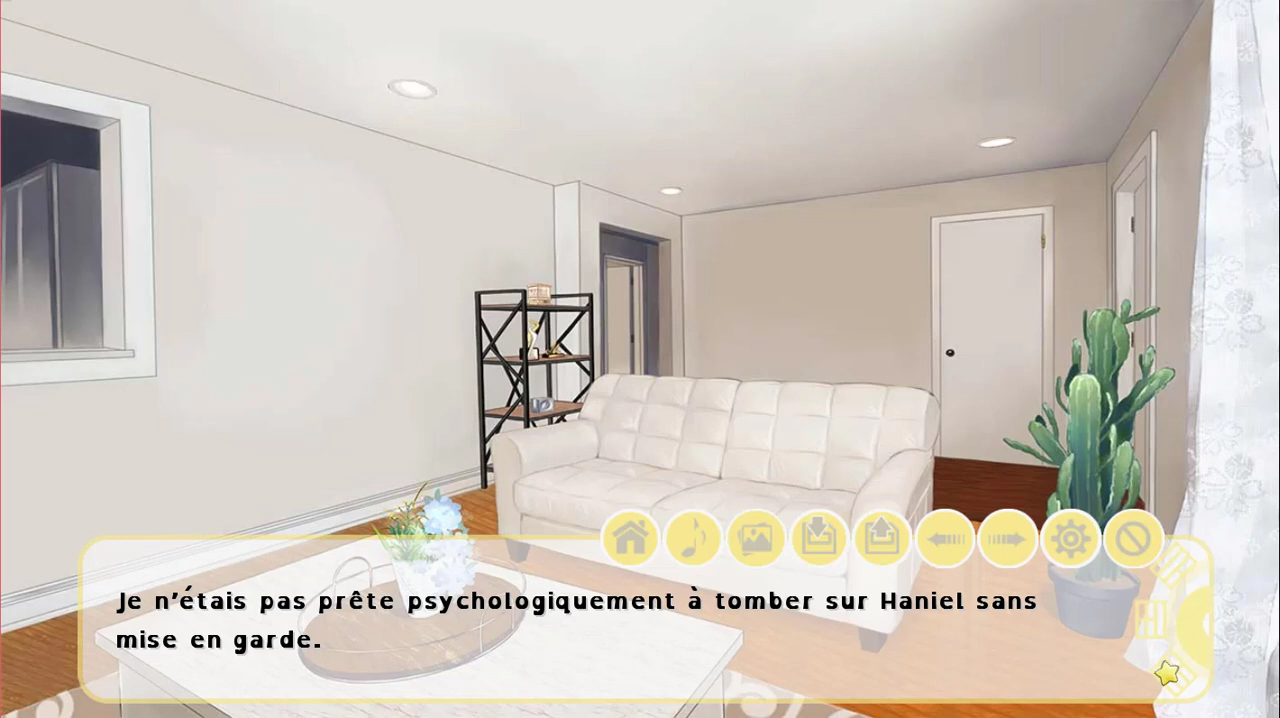 Je n'étais pas prête psychologiquement à tomber sur Haniel sans
mise en garde.